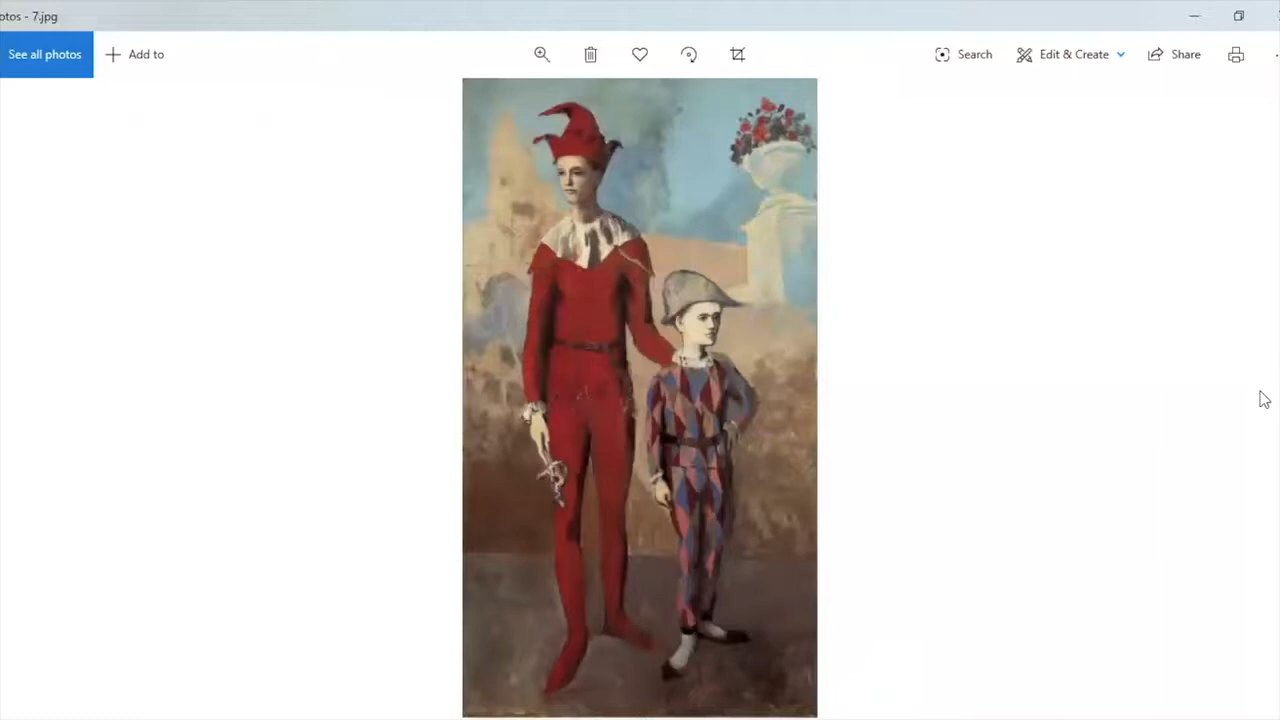 otos - 7.jpg
See all photos
Add to
Search
Edit & Create
Share